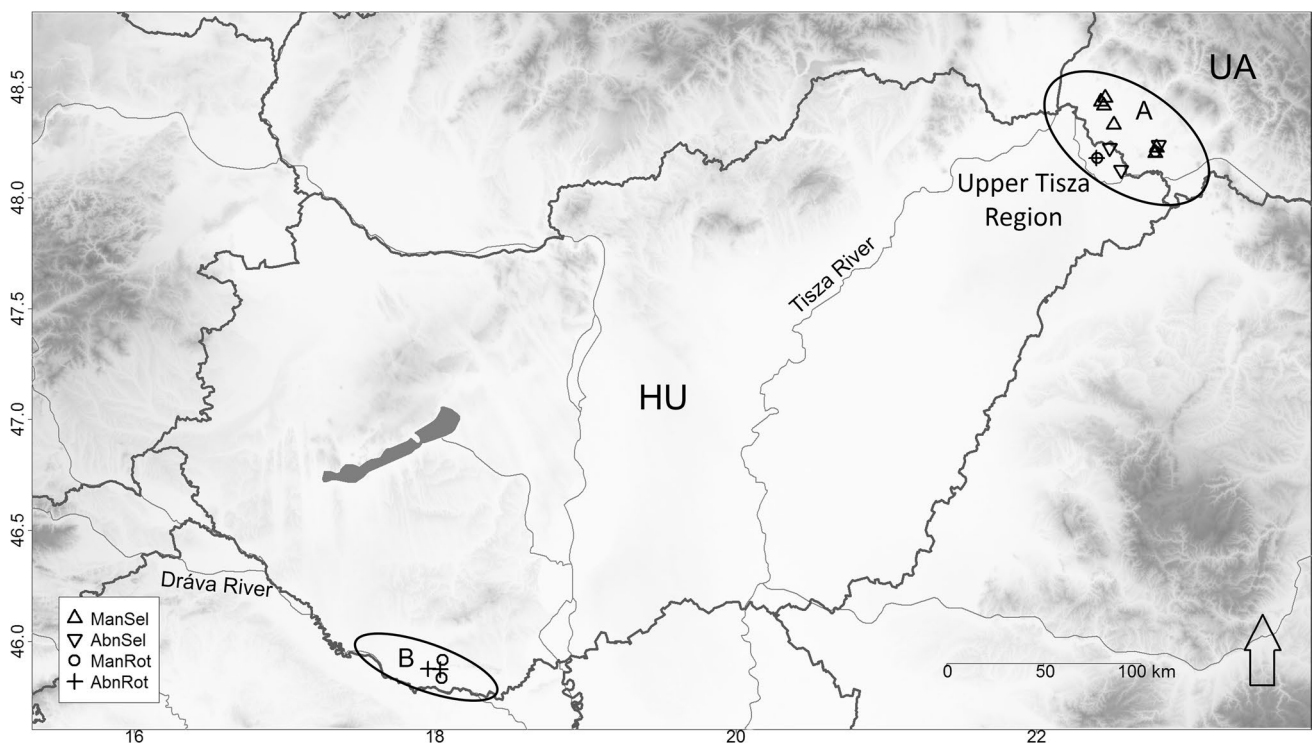 UA
A
Upper Tisza
Region
Tisza River
HU
Dráva River
B
ManSel
AbnSel
ManRot
AbnRot
0 50 100 km
48.5
48.0
47.5
47.0
46.5
46.0
16 18 20 22